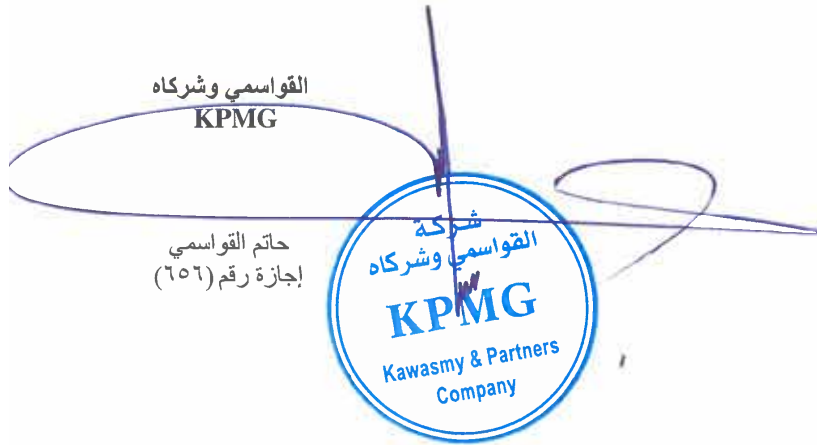 القواسمي وشركاه
KPMG
حاتم القواسمي
إجازة رقم (٦٥٦)
شركة
القواسمي وشركاه
KPMG
Kawasmy & Partners
Company